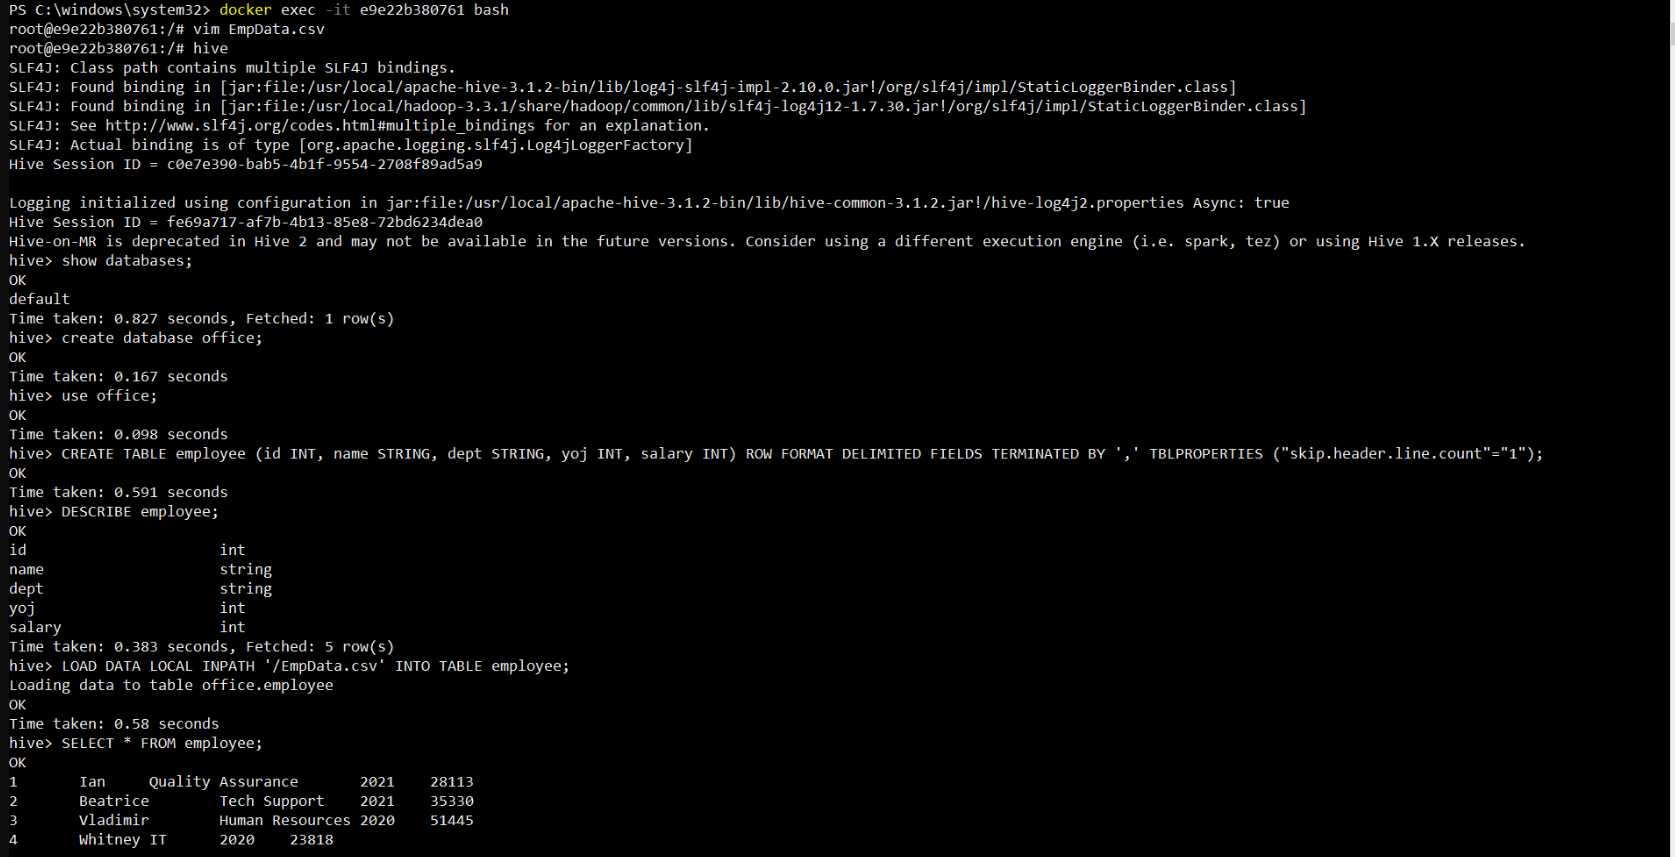 PS C:\windows\system32> docker exec -it e9e22b380761 bash
root@e9e22b380761:/# vim EmpData.csv
root@e9e22b380761:/# hive
SLF4J: Class path contains multiple SLF4J bindings.
SLF4J: Found binding in [jar:file:/usr/local/apache-hive-3.1.2-bin/lib/log4j-slf4j-impl-2.10.0.jar!/org/slf4j/impl/StaticLoggerBinder.class]
SLF4J: Found binding in [jar:file:/usr/local/hadoop-3.3.1/share/hadoop/common/lib/slf4j-log4j12-1.7.30.jar!/org/slf4j/impl/StaticLoggerBinder.class]
SLF4J: See http://www.slf4j.org/codes.html#multiple_bindings for an explanation.
SLF4J: Actual binding is of type [org.apache.logging.slf4j.Log4jLoggerFactory]
Hive Session ID = c0e7e390-bab5-4b1f-9554-2708f89ad5a9

Logging initialized using configuration in jar:file:/usr/local/apache-hive-3.1.2-bin/lib/hive-common-3.1.2.jar!/hive-log4j2.properties Async: true
Hive Session ID = fe69a717-af7b-4b13-85e8-72bd6234dea0
Hive-on-MR is deprecated in Hive 2 and may not be available in the future versions. Consider using a different execution engine (i.e. spark, tez) or using Hive 1.X releases.
hive> show databases;
OK
default
Time taken: 0.827 seconds, Fetched: 1 row(s)
hive> create database office;
OK
Time taken: 0.167 seconds
hive> use office;
OK
Time taken: 0.098 seconds
hive> CREATE TABLE employee (id INT, name STRING, dept STRING, yoj INT, salary INT) ROW FORMAT DELIMITED FIELDS TERMINATED BY ',' TBLPROPERTIES ("skip.header.line.count"="1");
OK
Time taken: 0.591 seconds
hive> DESCRIBE employee;
OK
id                      int
name                    string
dept                    string
yoj                     int
salary                  int
Time taken: 0.383 seconds, Fetched: 5 row(s)
hive> LOAD DATA LOCAL INPATH '/EmpData.csv' INTO TABLE employee;
Loading data to table office.employee
OK
Time taken: 0.58 seconds
hive> SELECT * FROM employee;
OK
1       Ian     Quality Assurance       2021    28113
2       Beatrice        Tech Support    2021    35330
3       Vladimir        Human Resources 2020    51445
4       Whitney IT      2020    23818